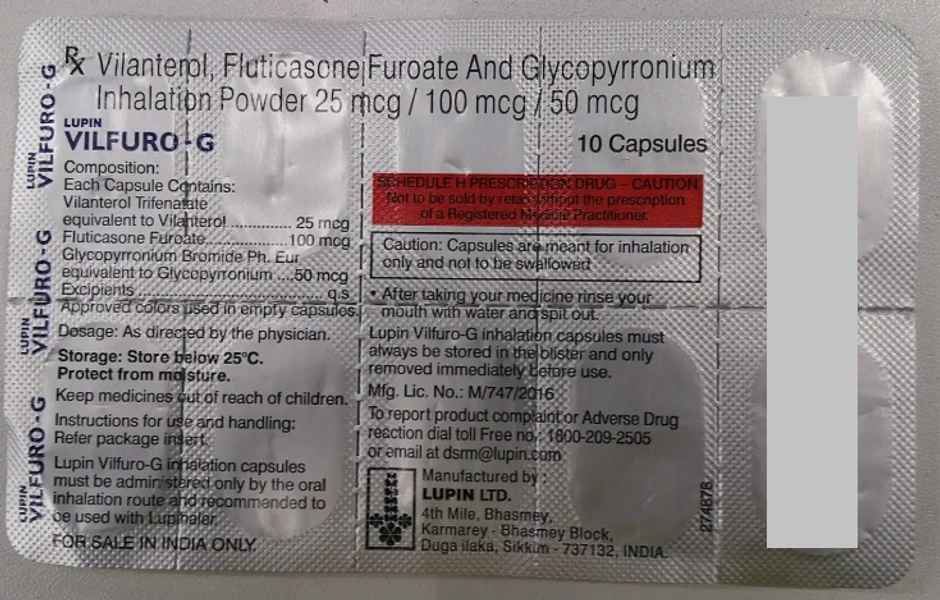 Rx Vilanterol, Fluticasone Furoate And Glycopyrronium
Inhalation Powder 25 mcg / 100 mcg / 50 mcg
LUPIN
VILFURO - G
10 Capsules
Composition:
Each Capsule Contains:
Vilanterol Trifenatate
equivalent to Vilanterol .............. 25 mcg
Fluticasone Furoate.................. 100 mcg
Glycopyrronium Bromide Ph. Eur
equivalent to Glycopyrronium ....50 mcg
Excipients ........................................ q.s.
Approved colors used in empty capsules.
Dosage: As directed by the physician.
Storage: Store below 25°C.
Protect from moisture.
Keep medicines out of reach of children.
Instructions for use and handling:
Refer package insert.
Lupin Vilfuro-G inhalation capsules
must be administered only by the oral
inhalation route and recommended to
be used with Lupihaler.
FOR SALE IN INDIA ONLY.
SCHEDULE H PRESCRIPTION DRUG – CAUTION
Not to be sold by retail without the prescription
of a Registered Medical Practitioner.
Caution: Capsules are meant for inhalation
only and not to be swallowed
• After taking your medicine rinse your
mouth with water and spit out.
Lupin Vilfuro-G inhalation capsules must
always be stored in the blister and only
removed immediately before use.
Mfg. Lic. No.: M/747/2016
To report product complaint or Adverse Drug
reaction dial toll Free no.: 1800-209-2505
or email at dsrm@lupin.com
Manufactured by :
LUPIN LTD.
4th Mile, Bhasmey,
Karmarey - Bhasmey Block,
Duga ilaka, Sikkim - 737132, INDIA.
274878
LUPIN
VILFURO - G
LUPIN
VILFURO - G
LUPIN
VILFURO - G
LUPIN